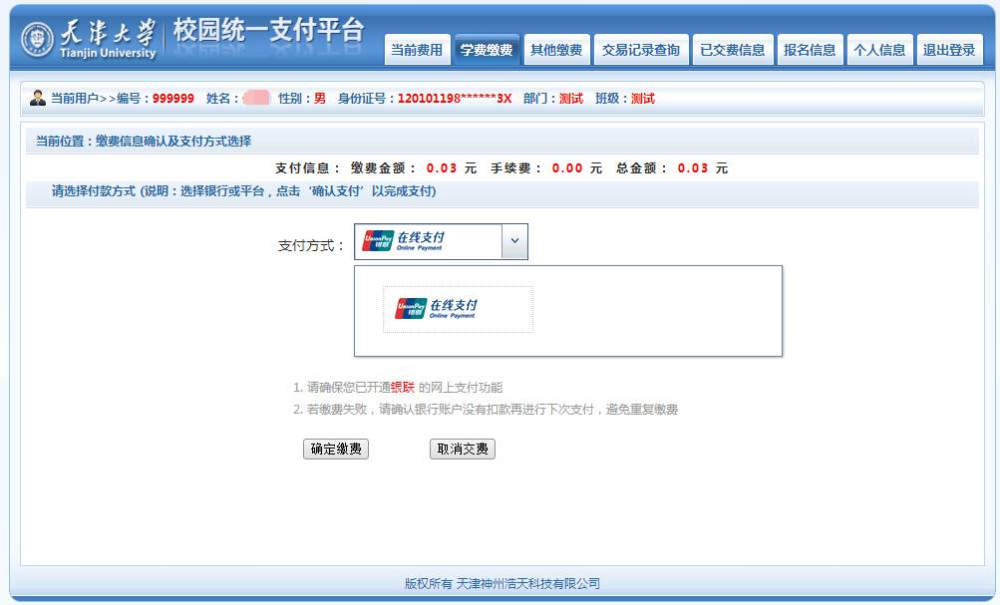 天津大学 校园统一支付平台
Tianjin University
当前费用 学费缴费 其他缴费 交易记录查询 已交费信息 报名信息 个人信息 退出登录
当前用户>>编号：999999 姓名： 性别：男 身份证号：120101198******3X 部门：测试 班级：测试
当前位置：缴费信息确认及支付方式选择
支付信息： 缴费金额： 0.03 元 手续费： 0.00 元 总金额： 0.03 元
请选择付款方式 (说明：选择银行或平台，点击‘确认支付’以完成支付)
支付方式： UnionPay 银联 在线支付 Online Payment
UnionPay 银联 在线支付 Online Payment
1. 请确保您已开通银联 的网上支付功能
2. 若缴费失败，请确认银行账户没有扣款再进行下次支付，避免重复缴费
确定缴费 取消交费
版权所有 天津神州浩天科技有限公司